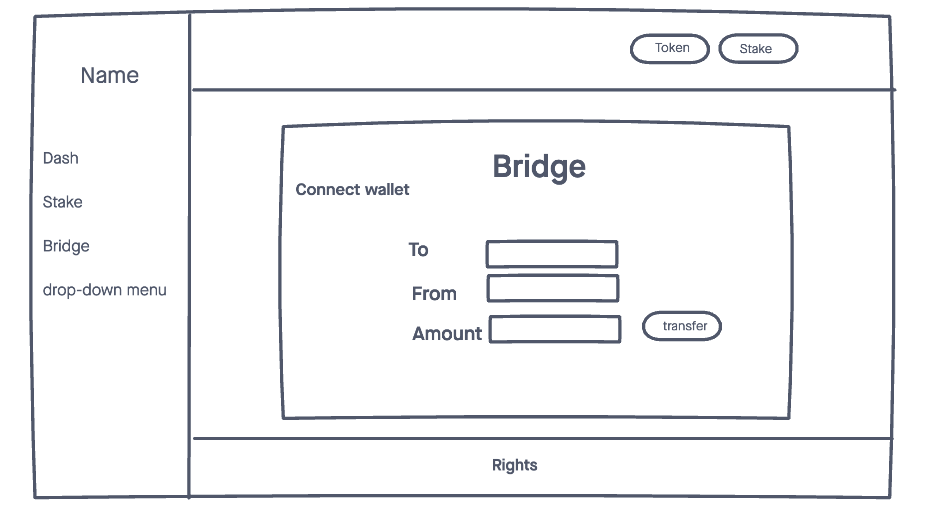 Name
Dash
Stake
Bridge
drop-down menu
Token
Stake
Bridge
Connect wallet
To
From
Amount
transfer
Rights